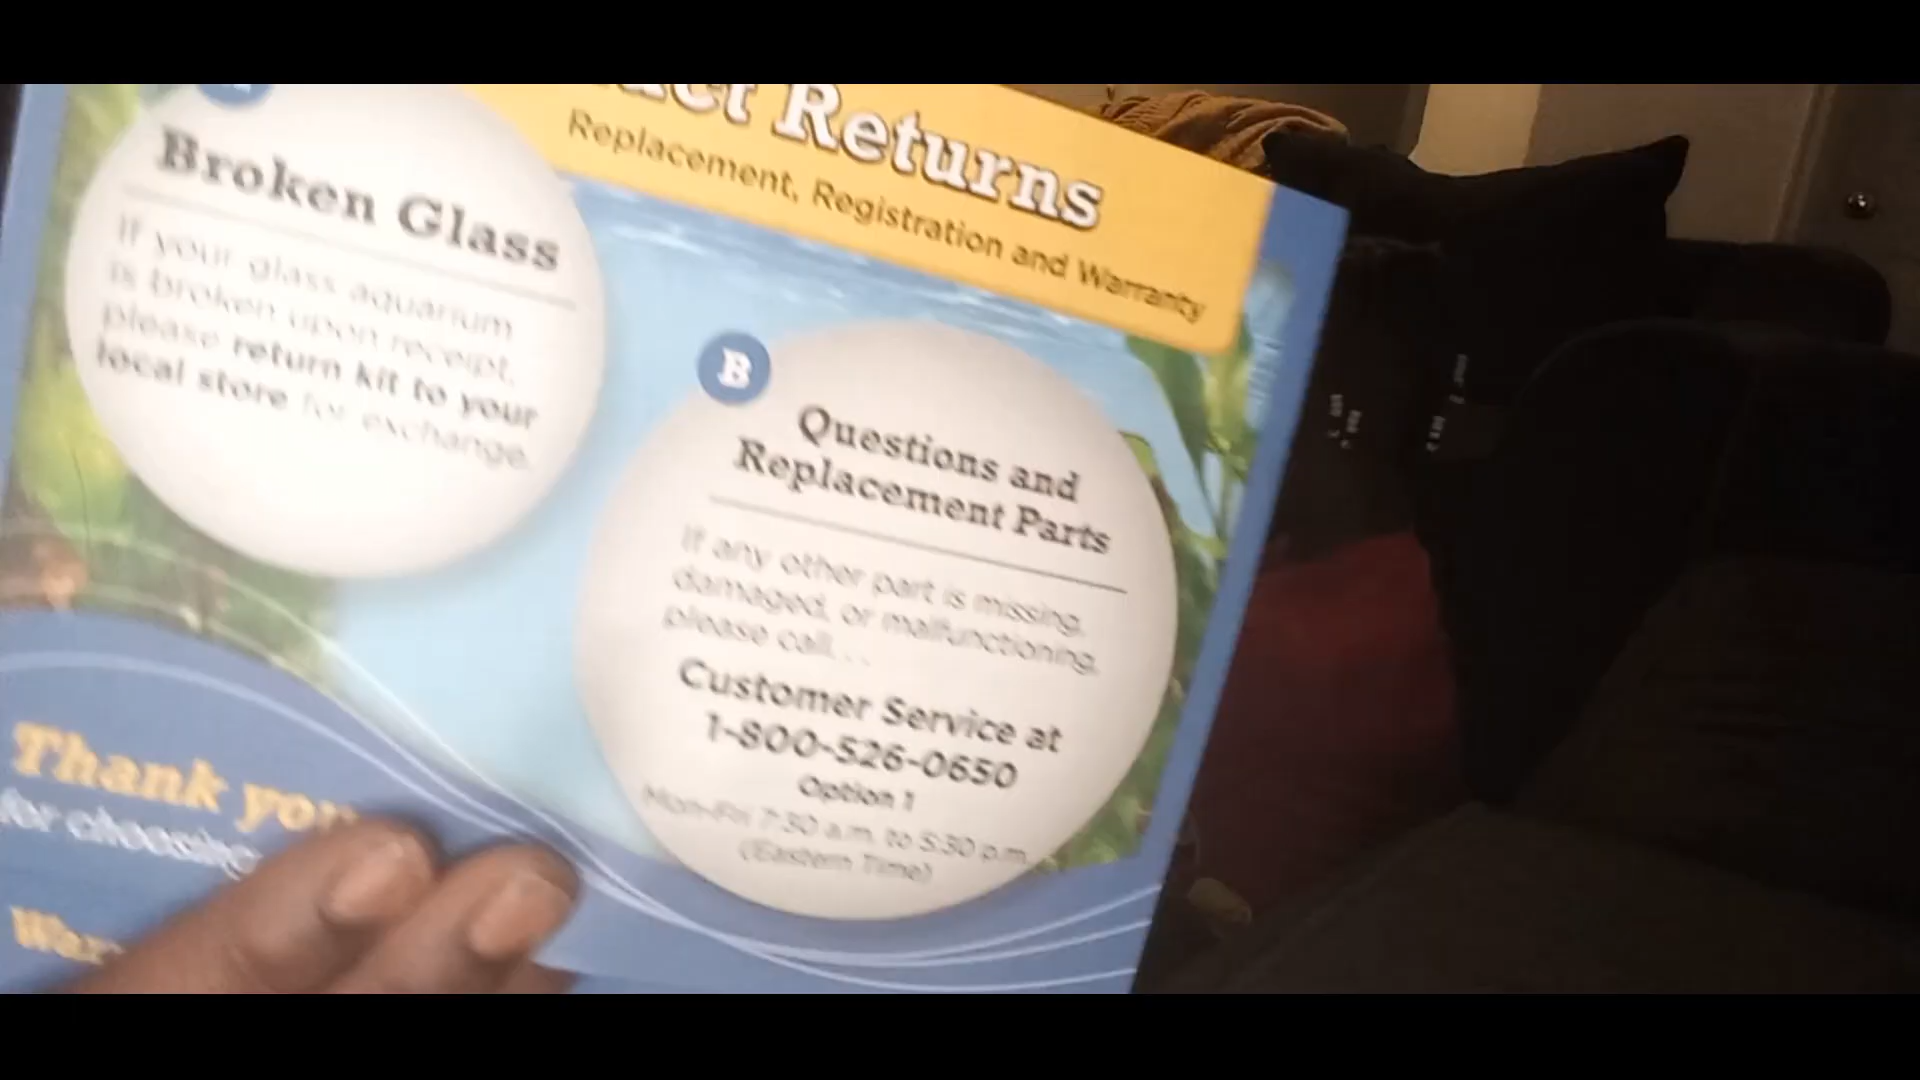 Returns
Replacement, Registration and Warranty
Broken Glass
If your glass aquarium
is broken upon receipt,
please return kit to your
local store for exchange.
B
Questions and
Replacement Parts
If any other part is missing,
damaged, or malfunctioning,
please call. . .
Customer Service at
1-800-526-0650
Option 1
Mon-Fri 7:30 a.m. to 5:30 p.m.
(Eastern Time)
Thank you
for choosing